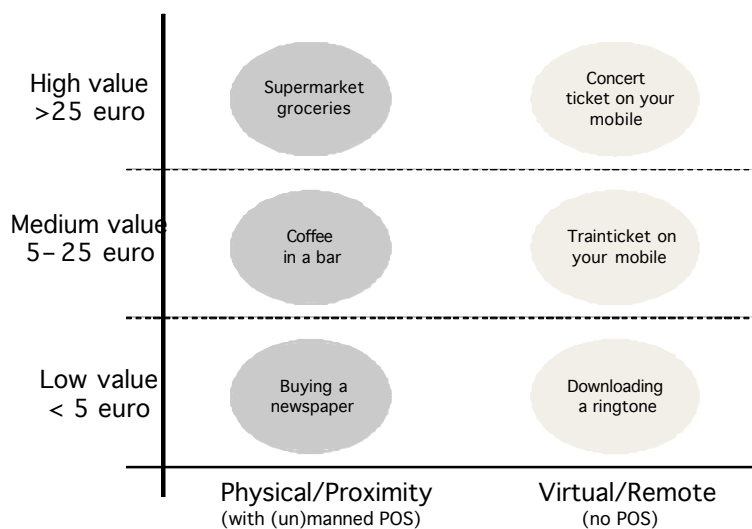 High value
>25 euro
Supermarket
groceries
Concert
ticket on your
mobile
Medium value
5–25 euro
Coffee
in a bar
Trainticket on
your mobile
Low value
< 5 euro
Buying a
newspaper
Downloading
a ringtone
Physical/Proximity
(with (un)manned POS)
Virtual/Remote
(no POS)